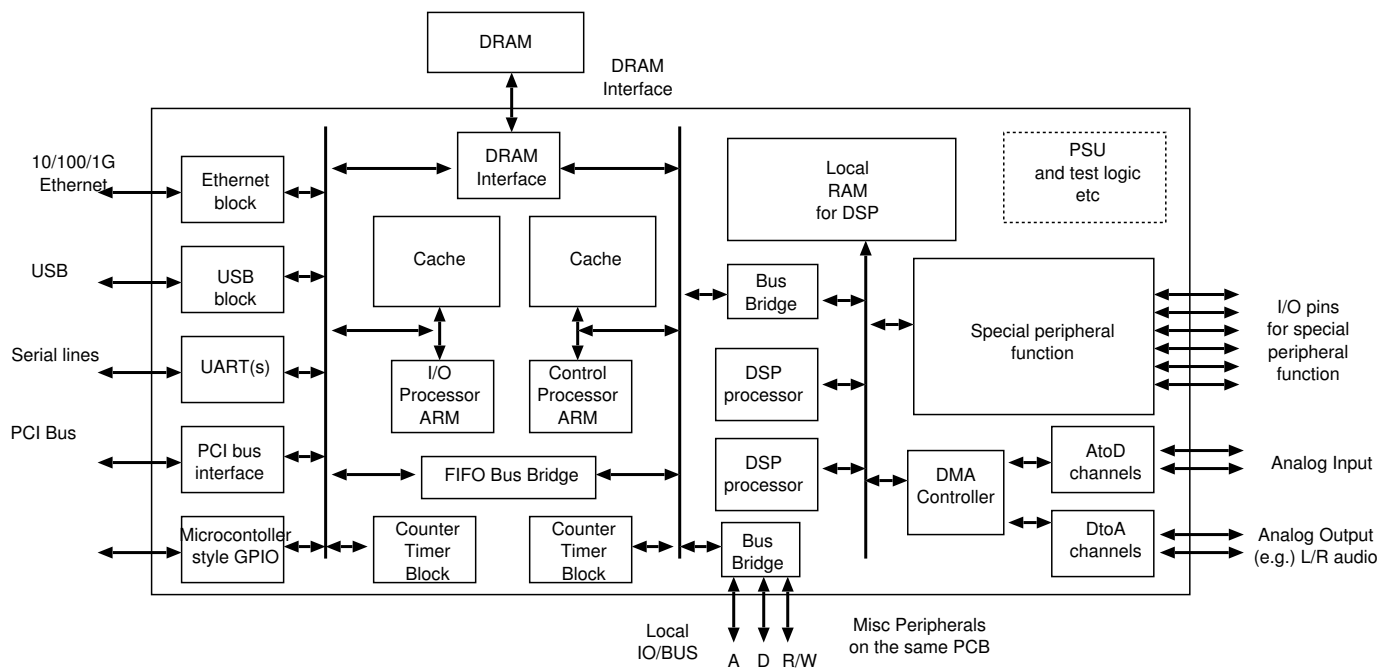 DRAM
DRAM
Interface
10/100/1G
Ethernet
Ethernet
block
DRAM
Interface
Local
RAM
for DSP
PSU
and test logic
etc
USB
USB
block
Cache
Cache
Bus
Bridge
Special peripheral
function
I/O pins
for special
peripheral
function
Serial lines
UART(s)
I/O
Processor
ARM
Control
Processor
ARM
DSP
processor
PCI Bus
PCI bus
interface
FIFO Bus Bridge
DSP
processor
DMA
Controller
AtoD
channels
Analog Input
Microcontoller
style GPIO
Counter
Timer
Block
Counter
Timer
Block
Bus
Bridge
DtoA
channels
Analog Output
(e.g.) L/R audio
Local
IO/BUS
A D R/W
Misc Peripherals
on the same PCB